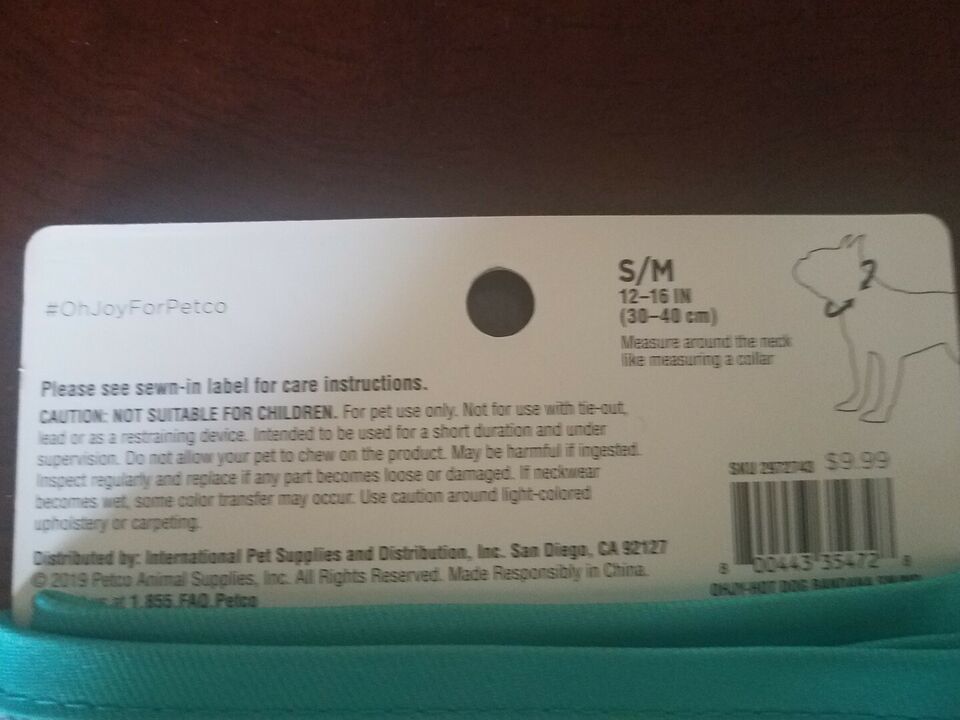 #OhJoyForPetco
S/M
12–16 IN
(30–40 cm)
Measure around the neck
like measuring a collar
Please see sewn-in label for care instructions.
CAUTION: NOT SUITABLE FOR CHILDREN. For pet use only. Not for use with tie-out,
lead or as a restraining device. Intended to be used for a short duration and under
supervision. Do not allow your pet to chew on the product. May be harmful if ingested.
Inspect regularly and replace if any part becomes loose or damaged. If neckwear
becomes wet, some color transfer may occur. Use caution around light-colored
upholstery or carpeting.
SKU 2972743 $9.99
8 00443 35472 8
Distributed by: International Pet Supplies and Distribution, Inc. San Diego, CA 92127
© 2019 Petco Animal Supplies, Inc. All Rights Reserved. Made Responsibly in China.
at 1.855.FAQ.Petco
HOT DOG BANDANA